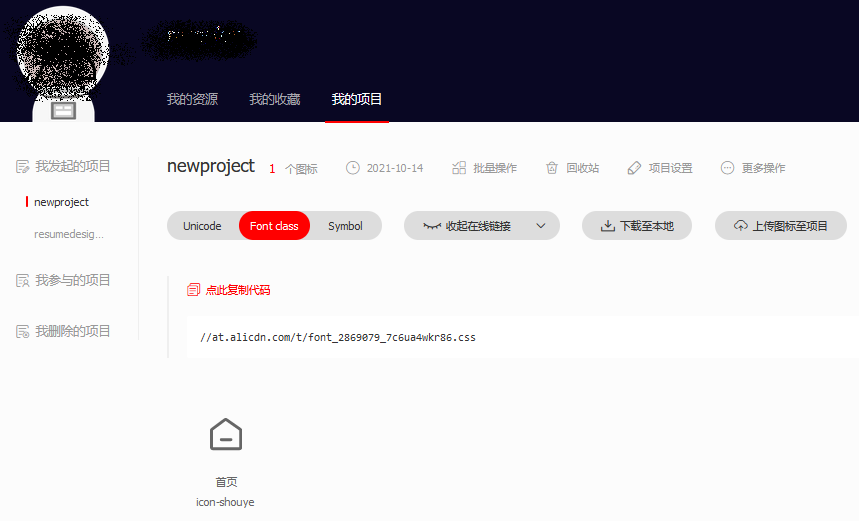 我的资源 我的收藏 我的项目
我发起的项目
newproject
resumedesig...
我参与的项目
我删除的项目
newproject 1 个图标 2021-10-14 批量操作 回收站 项目设置 更多操作
Unicode Font class Symbol 收起在线链接 下载至本地 上传图标至项目
点此复制代码
//at.alicdn.com/t/font_2869079_7c6ua4wkr86.css
首页
icon-shouye